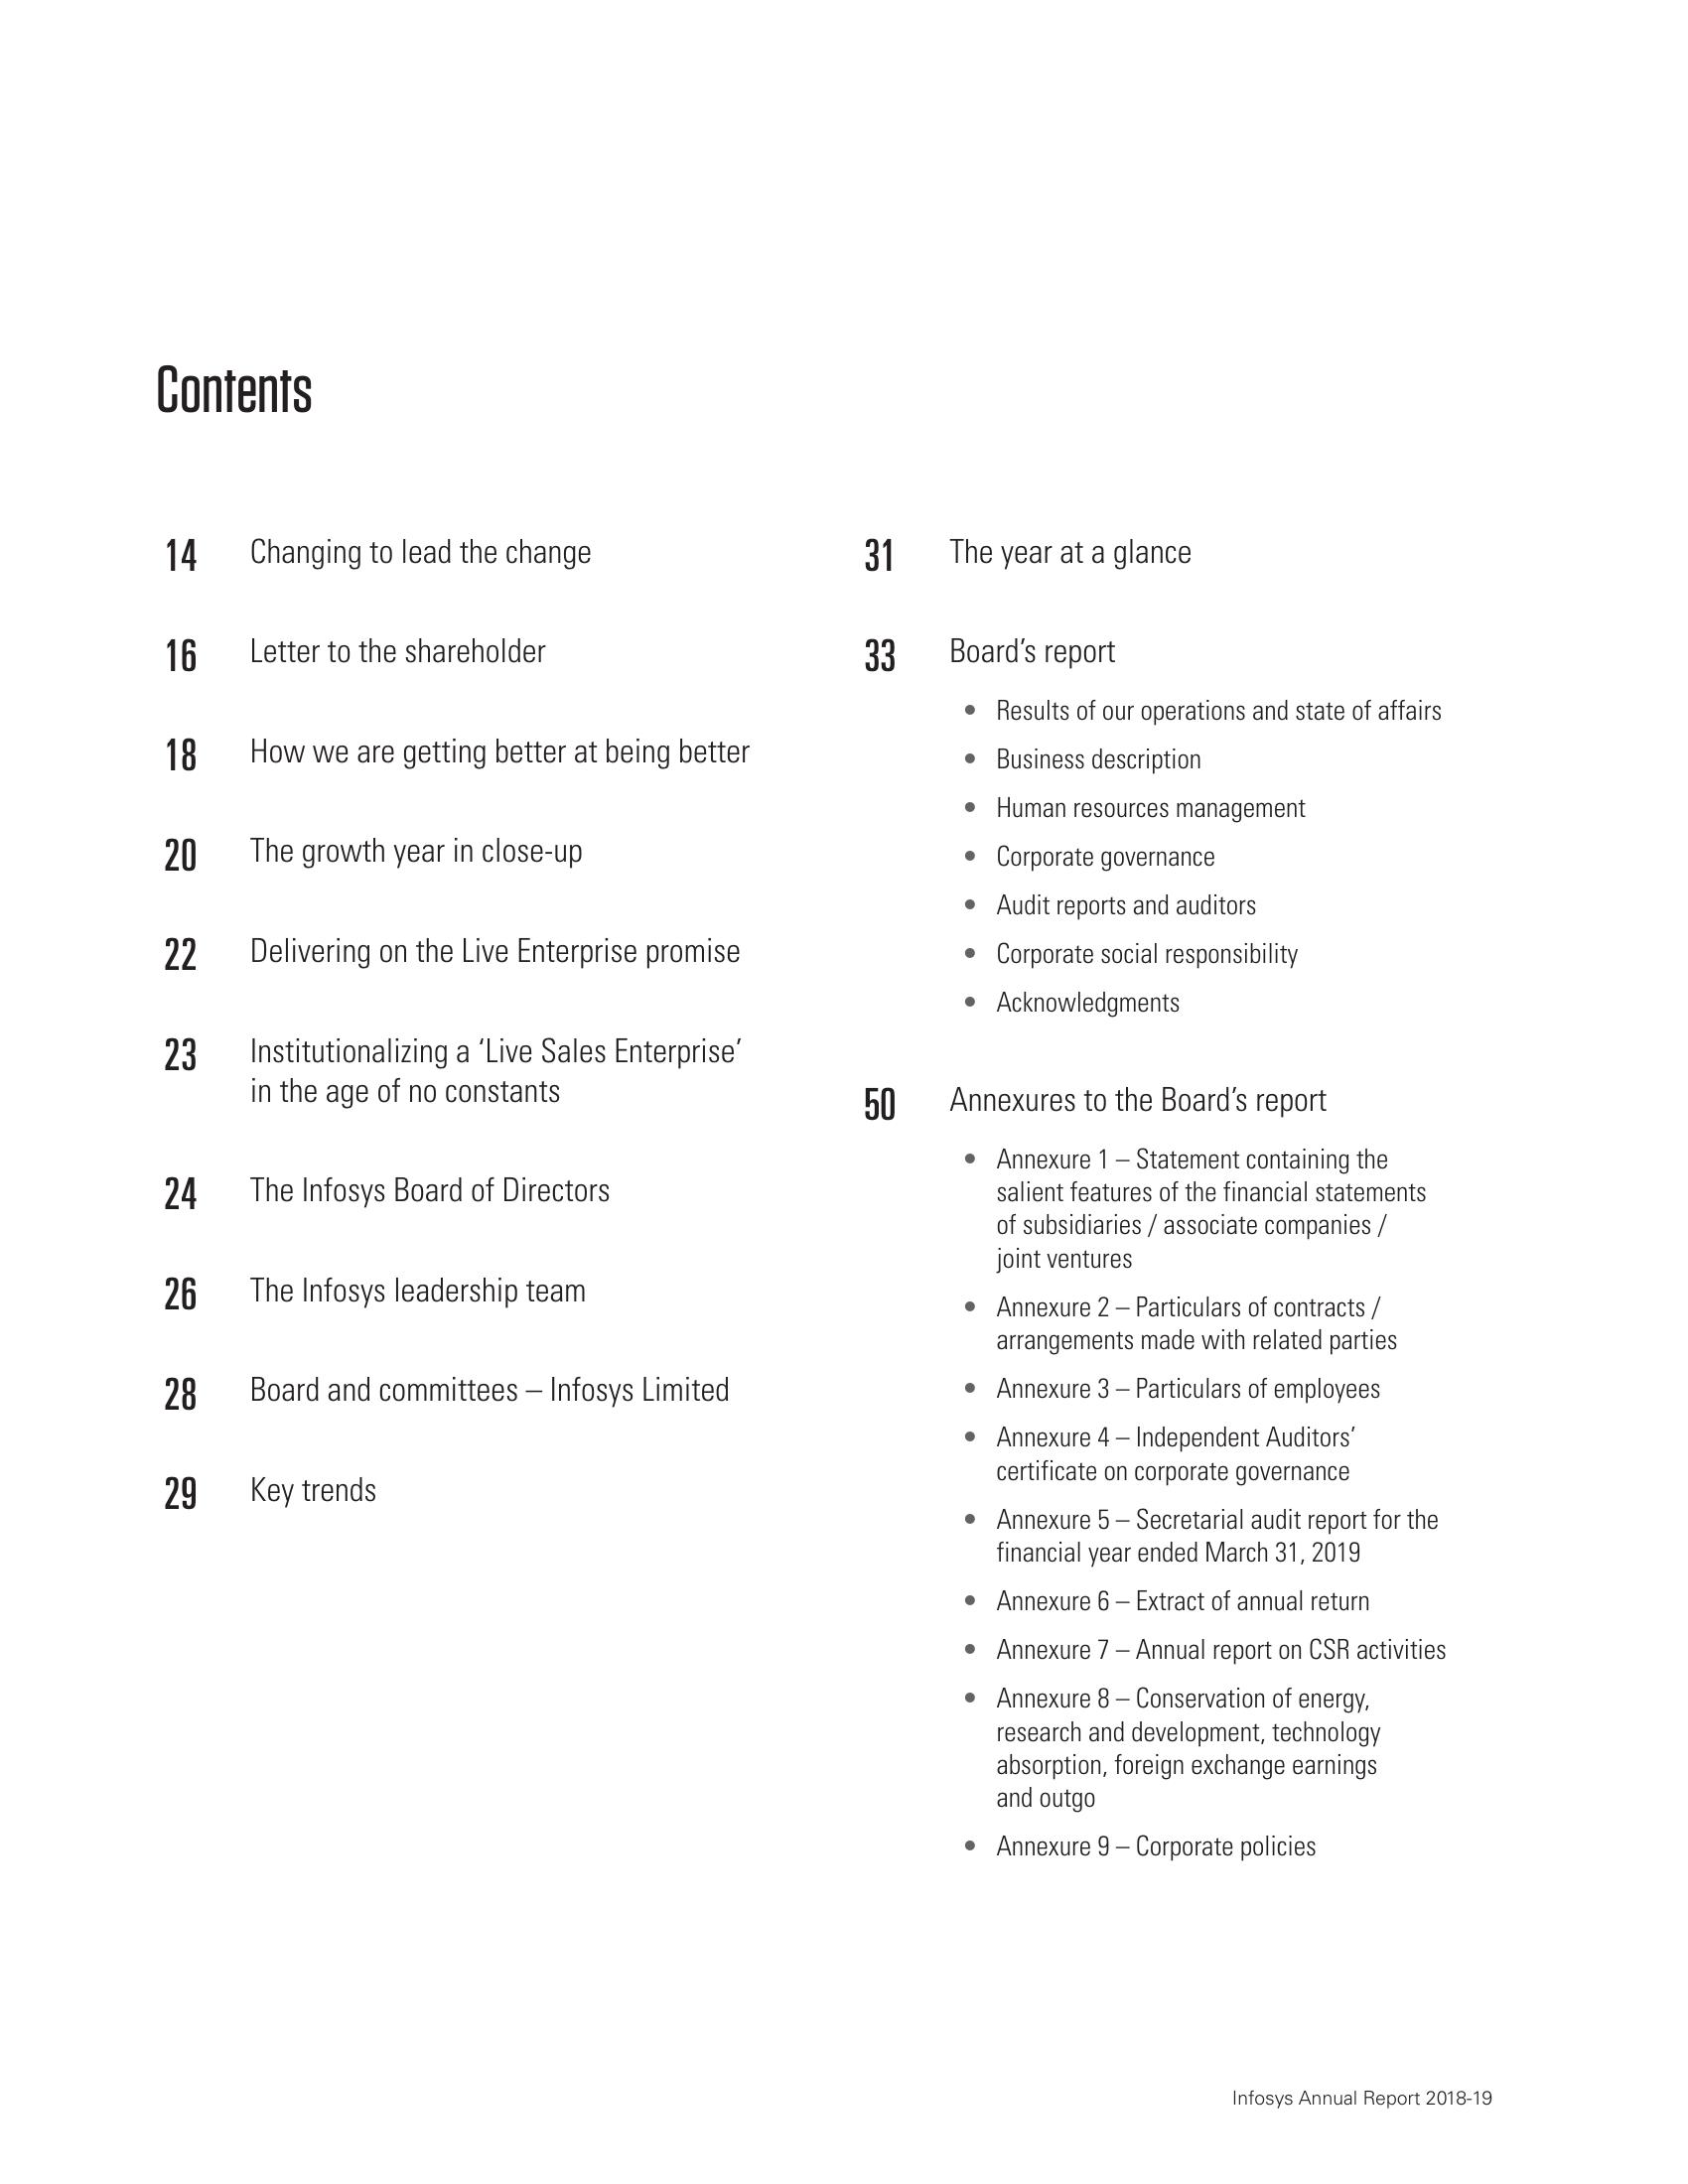 Contents
14 Changing to lead the change
16 Letter to the shareholder
18 How we are getting better at being better
20 The growth year in close-up
22 Delivering on the Live Enterprise promise
23 Institutionalizing a ‘Live Sales Enterprise’
in the age of no constants
24 The Infosys Board of Directors
26 The Infosys leadership team
28 Board and committees – Infosys Limited
29 Key trends
31 The year at a glance
33 Board’s report
• Results of our operations and state of affairs
• Business description
• Human resources management
• Corporate governance
• Audit reports and auditors
• Corporate social responsibility
• Acknowledgments
50 Annexures to the Board’s report
• Annexure 1 – Statement containing the
salient features of the financial statements
of subsidiaries / associate companies /
joint ventures
• Annexure 2 – Particulars of contracts /
arrangements made with related parties
• Annexure 3 – Particulars of employees
• Annexure 4 – Independent Auditors’
certificate on corporate governance
• Annexure 5 – Secretarial audit report for the
financial year ended March 31, 2019
• Annexure 6 – Extract of annual return
• Annexure 7 – Annual report on CSR activities
• Annexure 8 – Conservation of energy,
research and development, technology
absorption, foreign exchange earnings
and outgo
• Annexure 9 – Corporate policies
Infosys Annual Report 2018-19